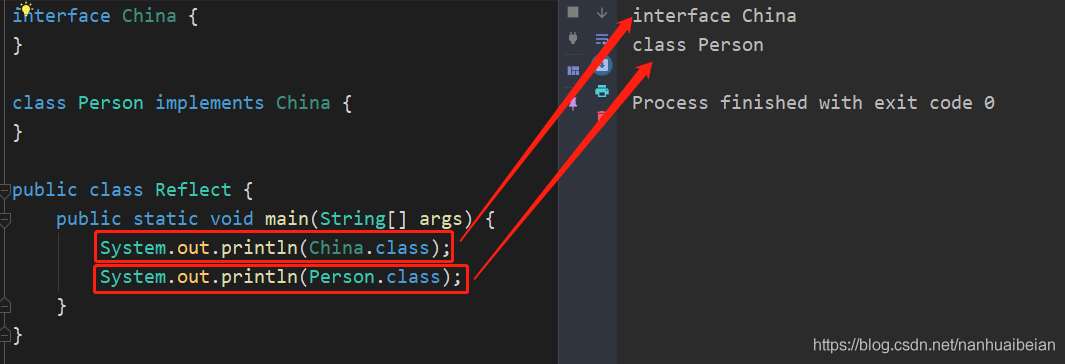 interface China {
}
class Person implements China {
}
public class Reflect {
public static void main(String[] args) {
System.out.println(China.class);
System.out.println(Person.class);
}
}
interface China
class Person
Process finished with exit code 0
https://blog.csdn.net/nanhuaibeian